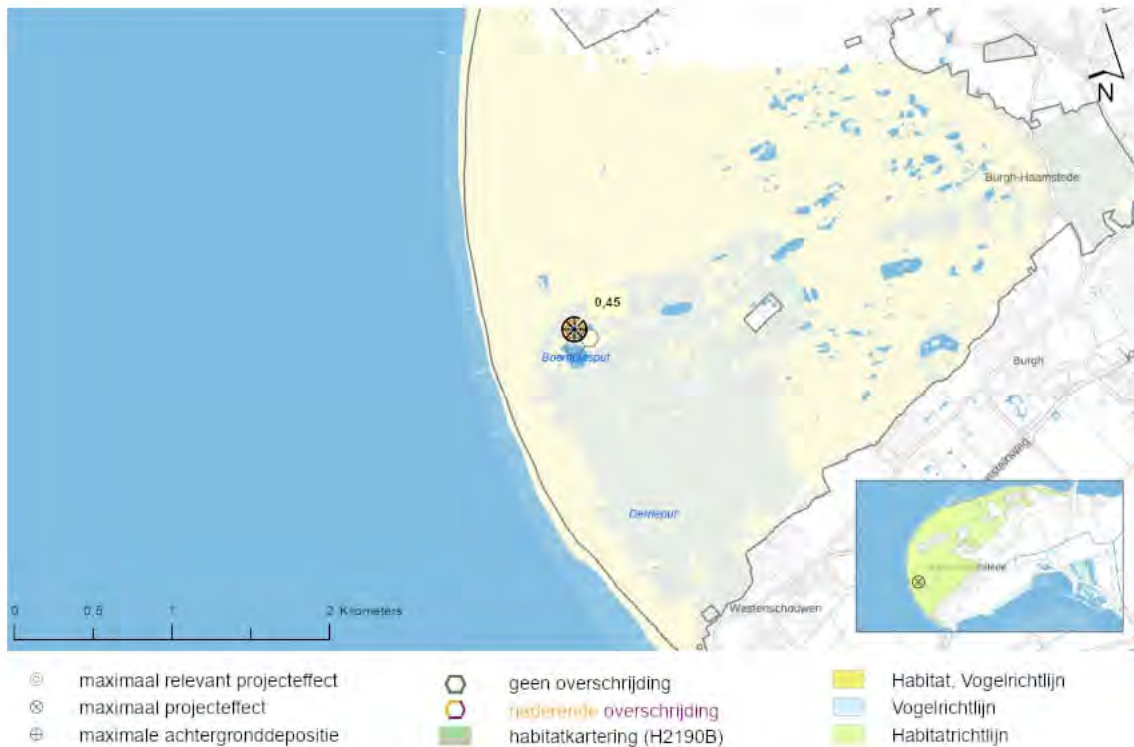 N
Burgh-Haamstede
0,45
Burgh
0 0,5 1 2 Kilometers
Westenschouwen
maximaal relevant projecteffect
maximaal projecteffect
maximale achtergronddepositie
geen overschrijding
naderende overschrijding
habitatkartering (H2190B)
Habitat, Vogelrichtlijn
Vogelrichtlijn
Habitatrichtlijn